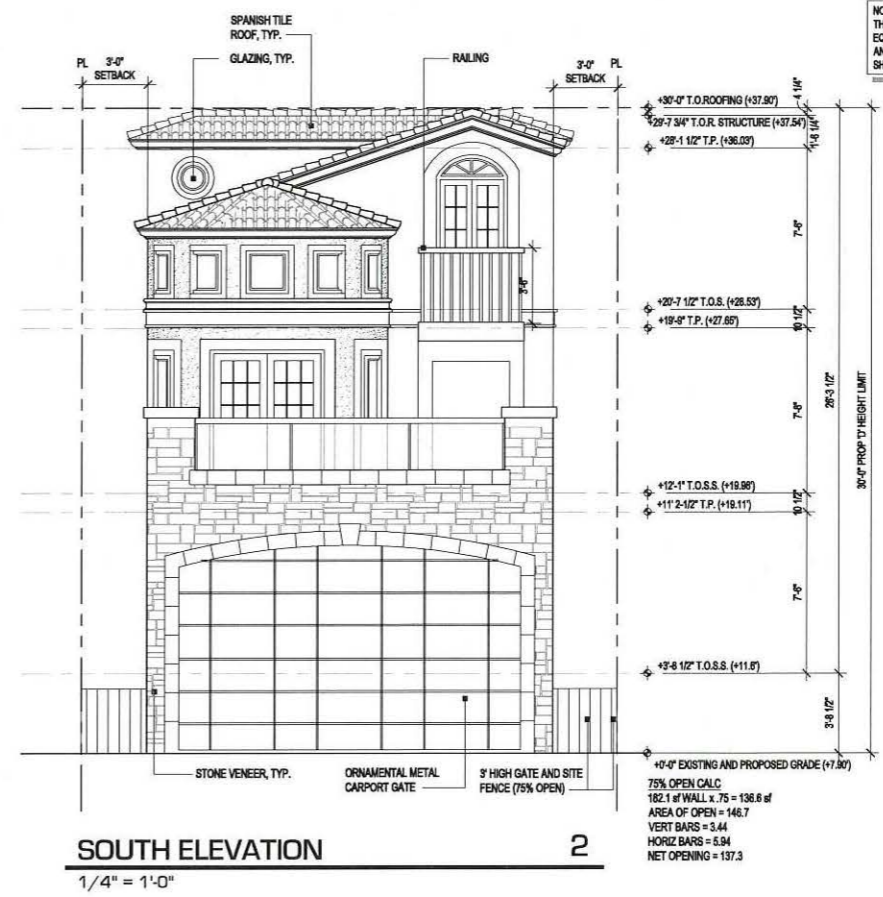 NO
TH
EQ
AN
SH
SPANISH TILE
ROOF, TYP.
GLAZING, TYP.
RAILING
PL
3'-0"
SETBACK
3'-0"
SETBACK
PL
+30'-0" T.O.ROOFING (+37.90')
4 1/4"
+29'-7 3/4" T.O.R. STRUCTURE (+37.54')
1'-6 1/4"
+28'-1 1/2" T.P. (+36.03')
7'-6"
3'-6"
+20'-7 1/2" T.O.S. (+28.53')
10 1/2"
+19'-9" T.P. (+27.65')
7'-8"
26'-3 1/2"
30'-0" PROP 'D' HEIGHT LIMIT
+12'-1" T.O.S.S. (+19.98')
10 1/2"
+11' 2-1/2" T.P. (+19.11')
7'-6"
+3'-8 1/2" T.O.S.S. (+11.6')
3'-8 1/2"
+0'-0" EXISTING AND PROPOSED GRADE (+7.90')
STONE VENEER, TYP.
ORNAMENTAL METAL
CARPORT GATE
3' HIGH GATE AND SITE
FENCE (75% OPEN)
75% OPEN CALC
182.1 sf WALL x .75 = 136.6 sf
AREA OF OPEN = 146.7
VERT BARS = 3.44
HORIZ BARS = 5.94
NET OPENING = 137.3
SOUTH ELEVATION 2
1/4" = 1'-0"